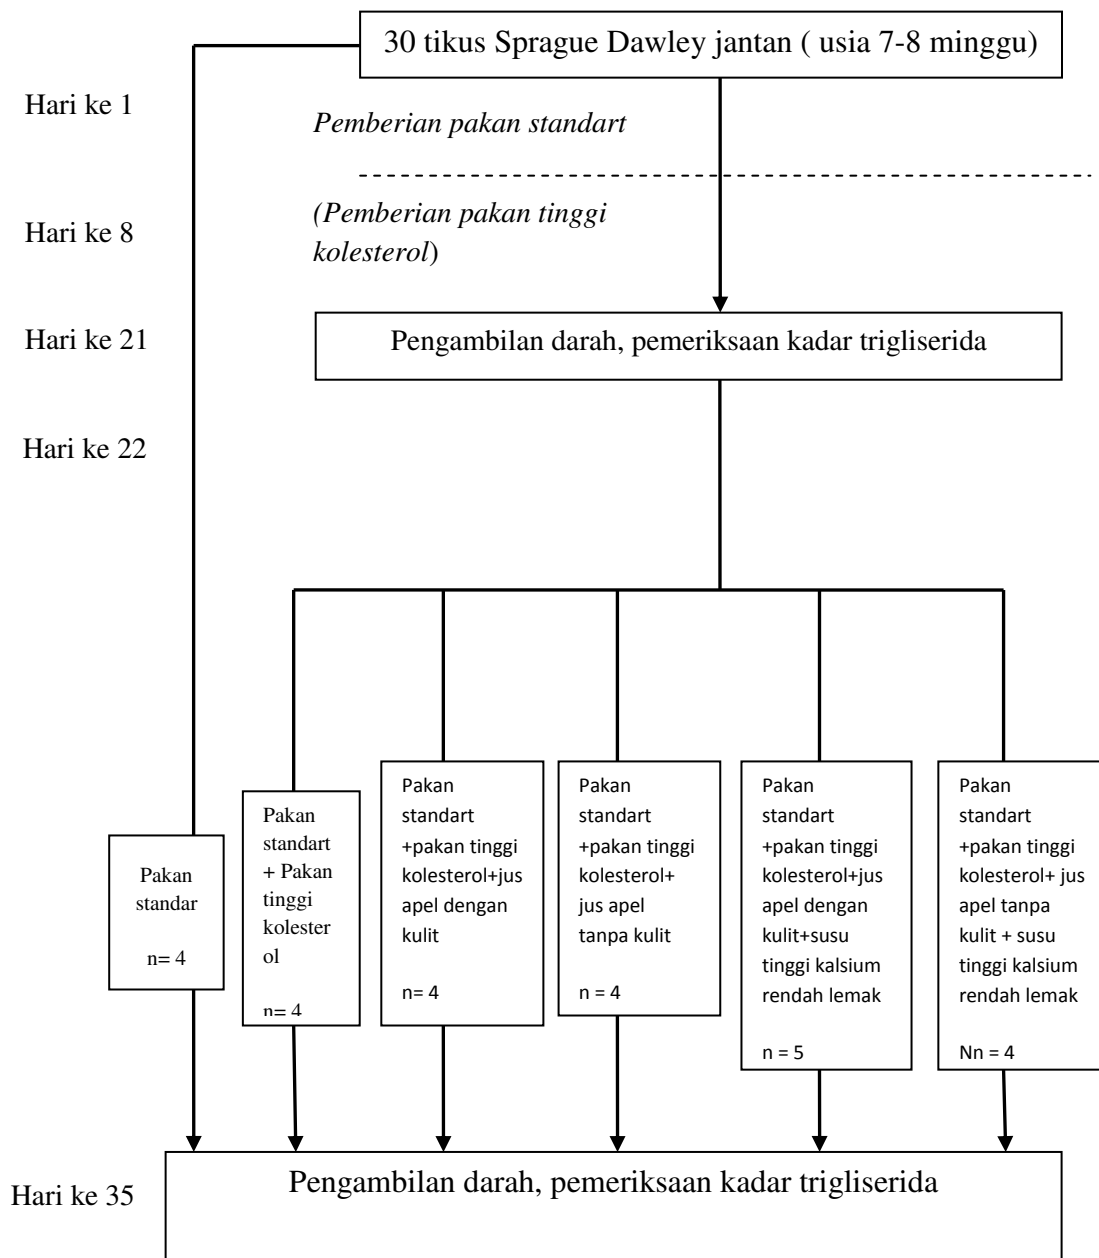 30 tikus Sprague Dawley jantan ( usia 7-8 minggu)
Hari ke 1
Pemberian pakan standart
Hari ke 8
(Pemberian pakan tinggi
kolesterol)
Hari ke 21
Pengambilan darah, pemeriksaan kadar trigliserida
Hari ke 22
Pakan
standar
n= 4
Pakan
standart
+ Pakan
tinggi
kolester
ol
n= 4
Pakan
standart
+pakan tinggi
kolesterol+jus
apel dengan
kulit
n= 4
Pakan
standart
+pakan tinggi
kolesterol+
jus apel
tanpa kulit
n = 4
Pakan
standart
+pakan tinggi
kolesterol+jus
apel dengan
kulit+susu
tinggi kalsium
rendah lemak
n = 5
Pakan
standart
+pakan tinggi
kolesterol+ jus
apel tanpa
kulit + susu
tinggi kalsium
rendah lemak
Nn = 4
Hari ke 35
Pengambilan darah, pemeriksaan kadar trigliserida